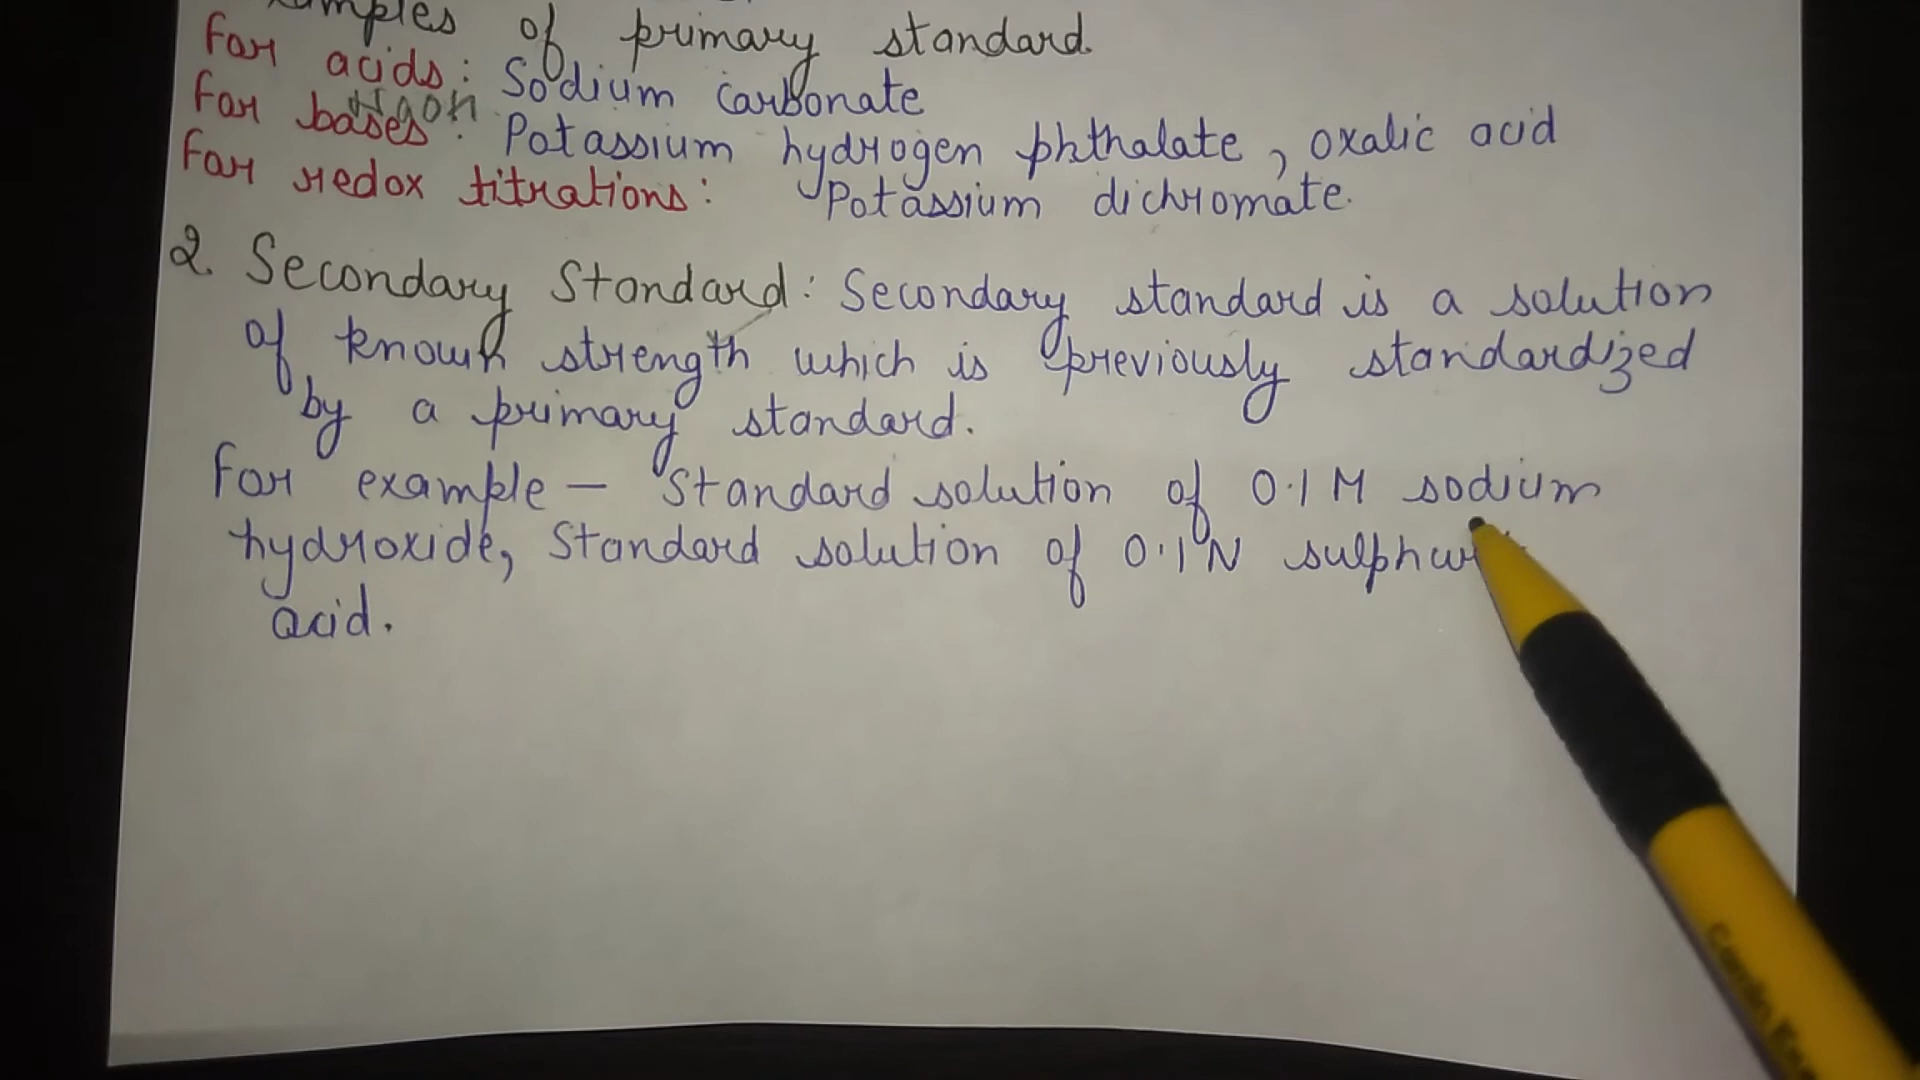 of primary standard
For acids: Sodium carbonate
NaOH
For bases: Potassium hydrogen phthalate, oxalic acid
For redox titrations: Potassium dichromate.
2. Secondary Standard: Secondary standard is a solution
of known strength which is previously standardized
by a primary standard.
For example - Standard solution of 0.1 M sodium
hydroxide, Standard solution of 0.1N
acid.